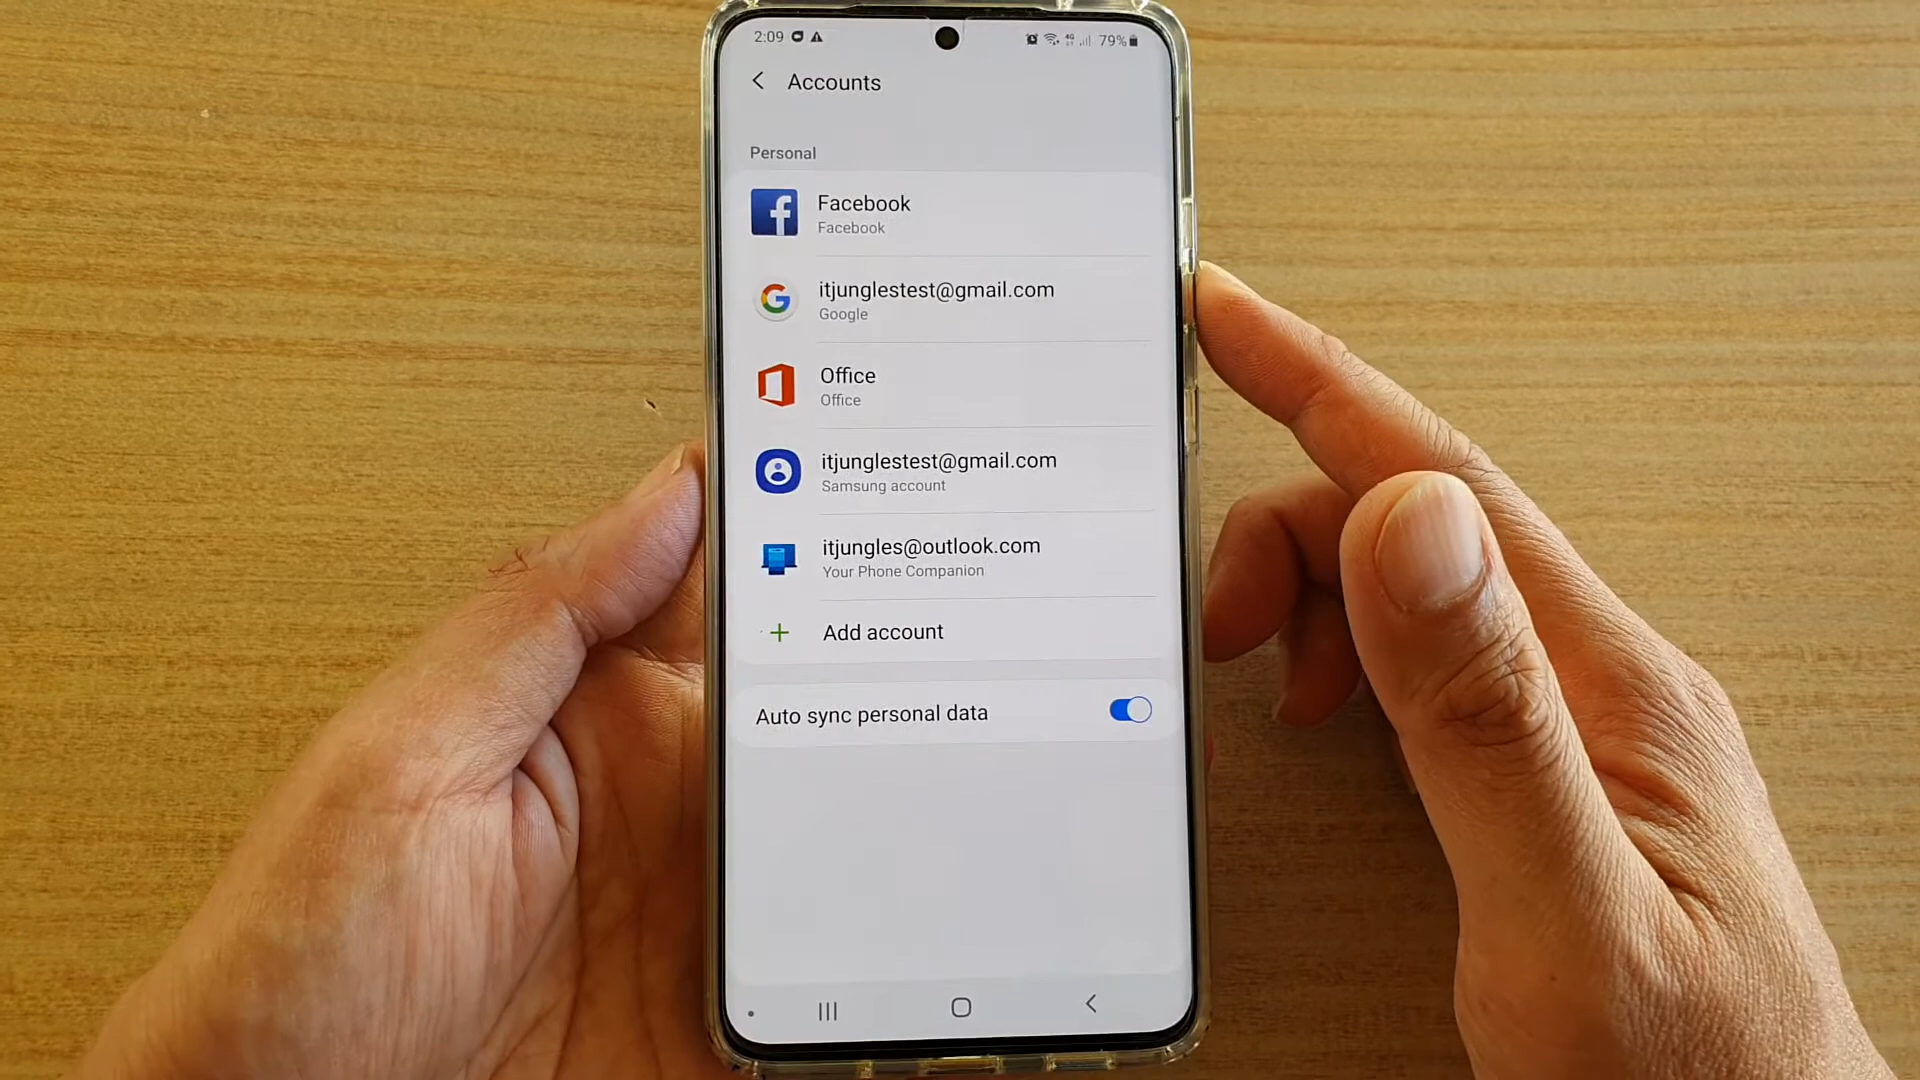 2:09
4G 79%
Accounts
Personal
Facebook
Facebook
itjunglestest@gmail.com
Google
Office
Office
itjunglestest@gmail.com
Samsung account
itjungles@outlook.com
Your Phone Companion
Add account
Auto sync personal data